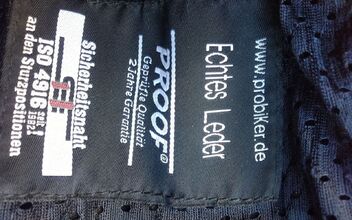 www.probiker.de
Echtes Leder
PROOF®
Geprüfte Qualität
2 Jahre Garantie
Sicherheitsnaht
ISO 4916
an den Sturzpositionen